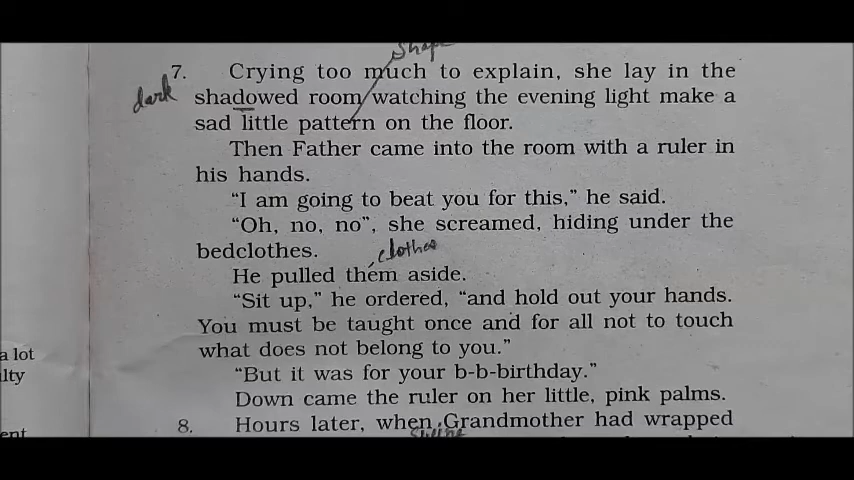 shape
7. Crying too much to explain, she lay in the
dark
shadowed room watching the evening light make a
sad little pattern on the floor.
Then Father came into the room with a ruler in
his hands.
"I am going to beat you for this," he said.
"Oh, no, no", she screamed, hiding under the
bedclothes.
clothes
He pulled them aside.
"Sit up," he ordered, "and hold out your hands.
You must be taught once and for all not to touch
what does not belong to you."
"But it was for your b-b-birthday."
Down came the ruler on her little, pink palms.
8. Hours later, when Grandmother had wrapped
a lot
lty
ent